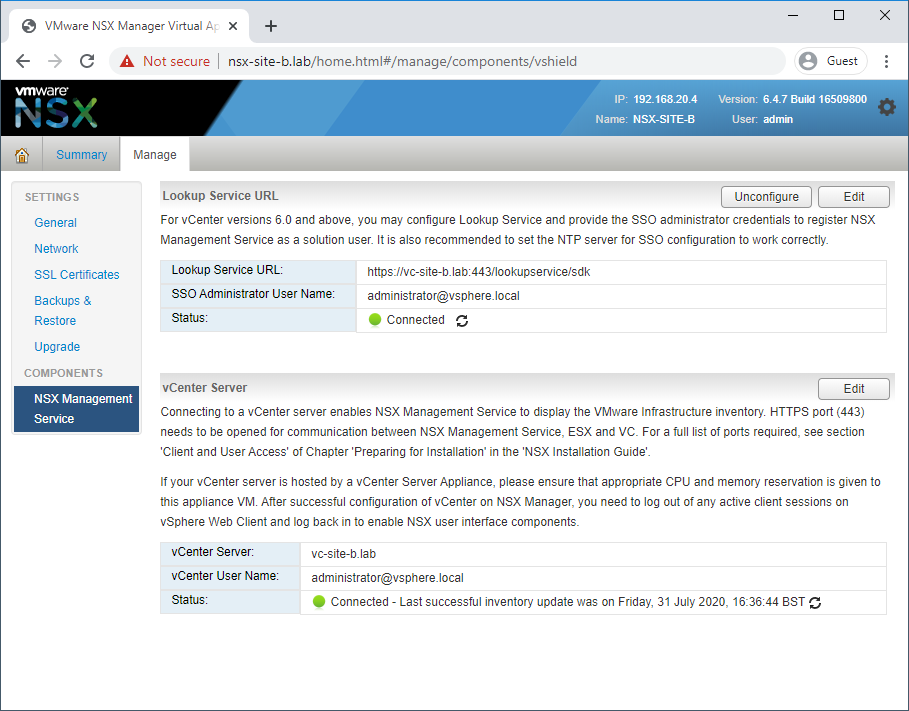 VMware NSX Manager Virtual Ap
Not secure | nsx-site-b.lab/home.html#/manage/components/vshield
Guest
vmware
NSX
IP: 192.168.20.4 Version: 6.4.7 Build 16509800
Name: NSX-SITE-B User: admin
Summary
Manage
SETTINGS
General
Network
SSL Certificates
Backups &
Restore
Upgrade
COMPONENTS
NSX Management
Service
Lookup Service URL
Unconfigure
Edit
For vCenter versions 6.0 and above, you may configure Lookup Service and provide the SSO administrator credentials to register NSX
Management Service as a solution user. It is also recommended to set the NTP server for SSO configuration to work correctly.
Lookup Service URL: https://vc-site-b.lab:443/lookupservice/sdk
SSO Administrator User Name: administrator@vsphere.local
Status: Connected
vCenter Server
Edit
Connecting to a vCenter server enables NSX Management Service to display the VMware Infrastructure inventory. HTTPS port (443)
needs to be opened for communication between NSX Management Service, ESX and VC. For a full list of ports required, see section
'Client and User Access' of Chapter 'Preparing for Installation' in the 'NSX Installation Guide'.
If your vCenter server is hosted by a vCenter Server Appliance, please ensure that appropriate CPU and memory reservation is given to
this appliance VM. After successful configuration of vCenter on NSX Manager, you need to log out of any active client sessions on
vSphere Web Client and log back in to enable NSX user interface components.
vCenter Server: vc-site-b.lab
vCenter User Name: administrator@vsphere.local
Status: Connected - Last successful inventory update was on Friday, 31 July 2020, 16:36:44 BST